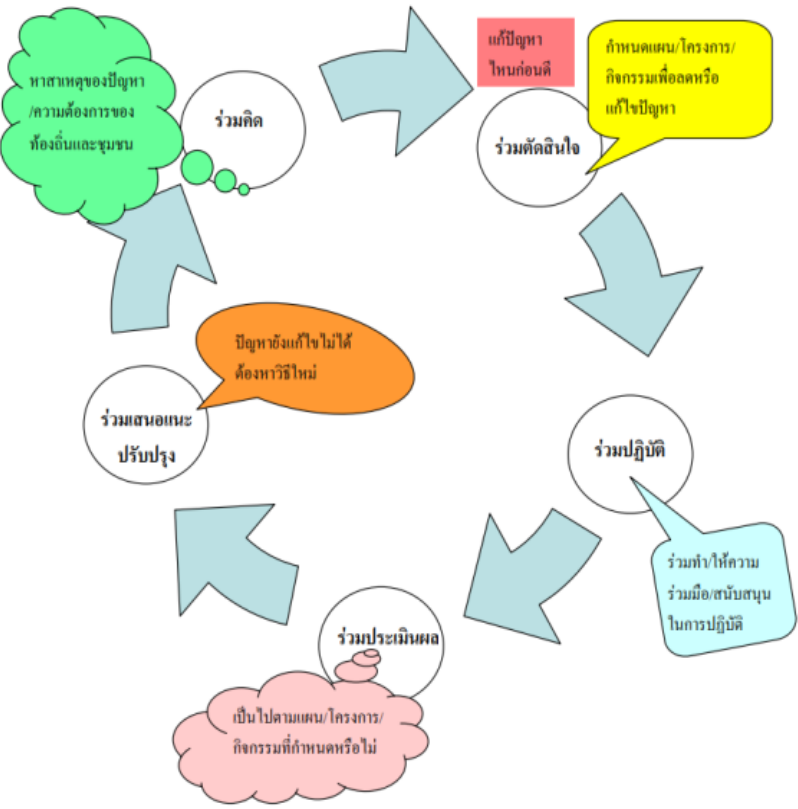 หาสาเหตุของปัญหา
/ความต้องการของ
ท้องถิ่นและชุมชน
ร่วมคิด
แก้ปัญหา
ไหนก่อนดี
กำหนดแผน/โครงการ/
กิจกรรมเพื่อลดหรือ
แก้ไขปัญหา
ร่วมตัดสินใจ
ร่วมปฏิบัติ
ร่วมทำ/ให้ความ
ร่วมมือ/สนับสนุน
ในการปฏิบัติ
ร่วมประเมินผล
เป็นไปตามแผน/โครงการ/
กิจกรรมที่กำหนดหรือไม่
ปัญหายังแก้ไขไม่ได้
ต้องหาวิธีใหม่
ร่วมเสนอแนะ
ปรับปรุง